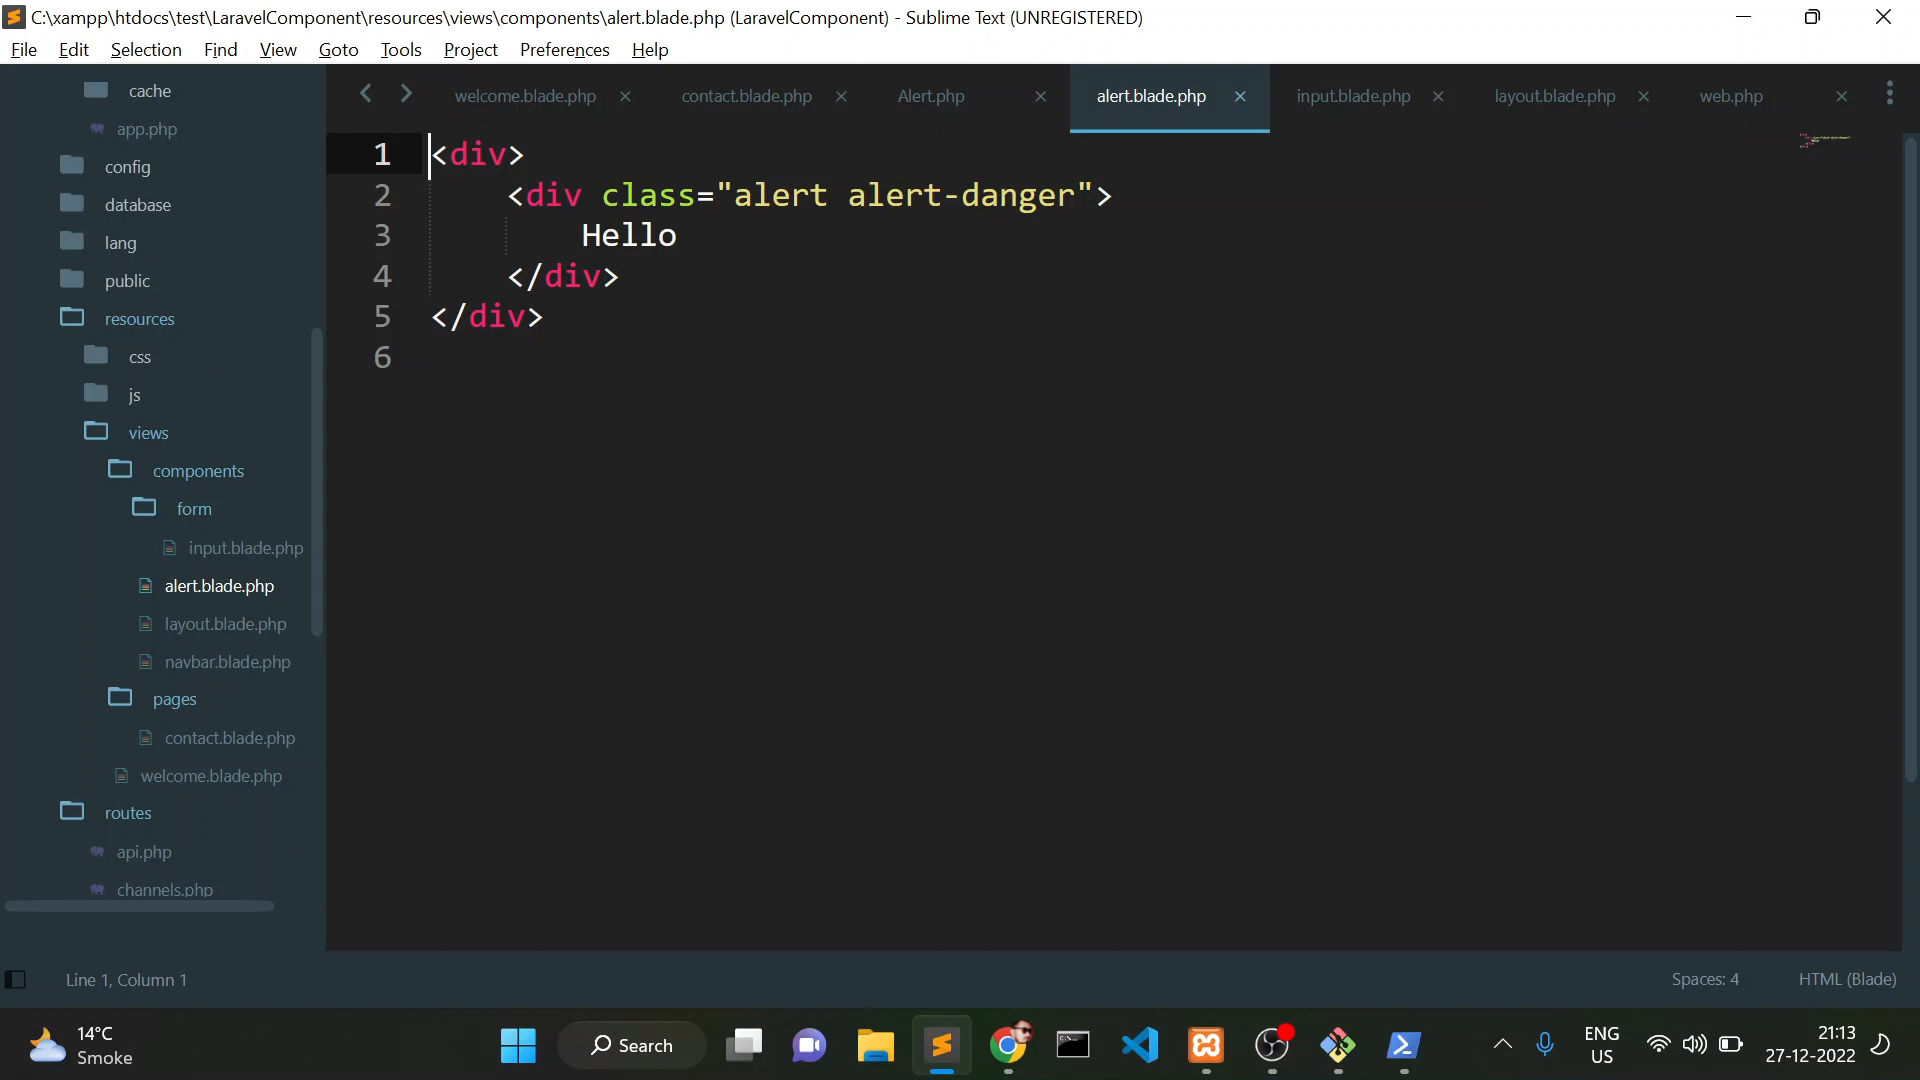 C:\xampp\htdocs\test\LaravelComponent\resources\views\components\alert.blade.php (LaravelComponent) - Sublime Text (UNREGISTERED)
File Edit Selection Find View Goto Tools Project Preferences Help
cache
app.php
config
database
lang
public
resources
css
js
views
components
form
input.blade.php
alert.blade.php
layout.blade.php
navbar.blade.php
pages
contact.blade.php
welcome.blade.php
routes
api.php
channels.php
welcome.blade.php contact.blade.php Alert.php alert.blade.php input.blade.php layout.blade.php web.php
1 <div>
2 <div class="alert alert-danger">
3 Hello
4 </div>
5 </div>
6
Line 1, Column 1 Spaces: 4 HTML (Blade)
14°C
Smoke
Search
ENG
US
21:13
27-12-2022